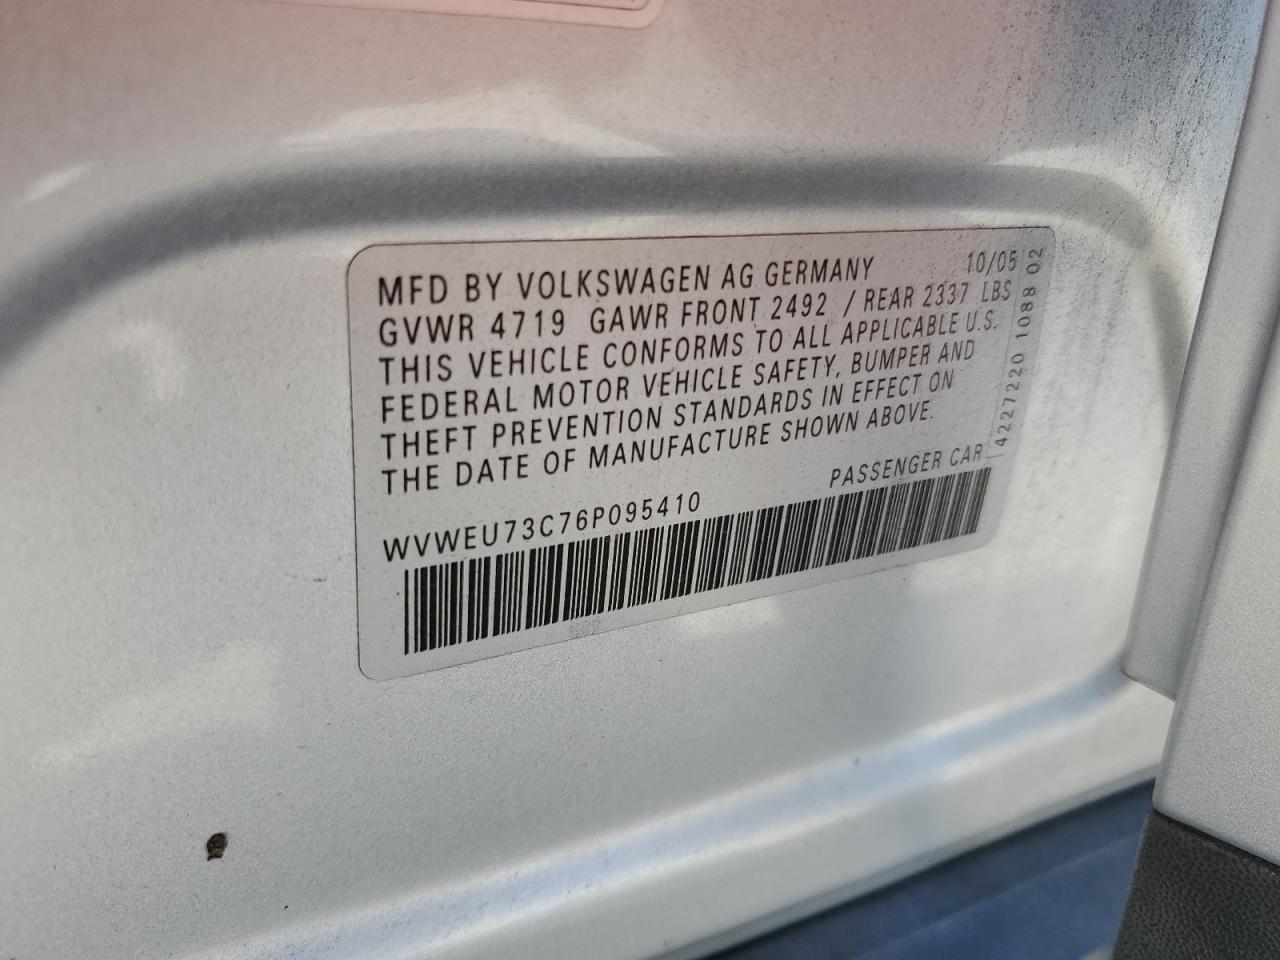 MFD BY VOLKSWAGEN AG GERMANY 10/05
GVWR 4719 GAWR FRONT 2492 / REAR 2337 LBS
THIS VEHICLE CONFORMS TO ALL APPLICABLE U.S.
FEDERAL MOTOR VEHICLE SAFETY, BUMPER AND
THEFT PREVENTION STANDARDS IN EFFECT ON
THE DATE OF MANUFACTURE SHOWN ABOVE.
PASSENGER CAR
WVWEU73C76P095410
4227220 1088 02